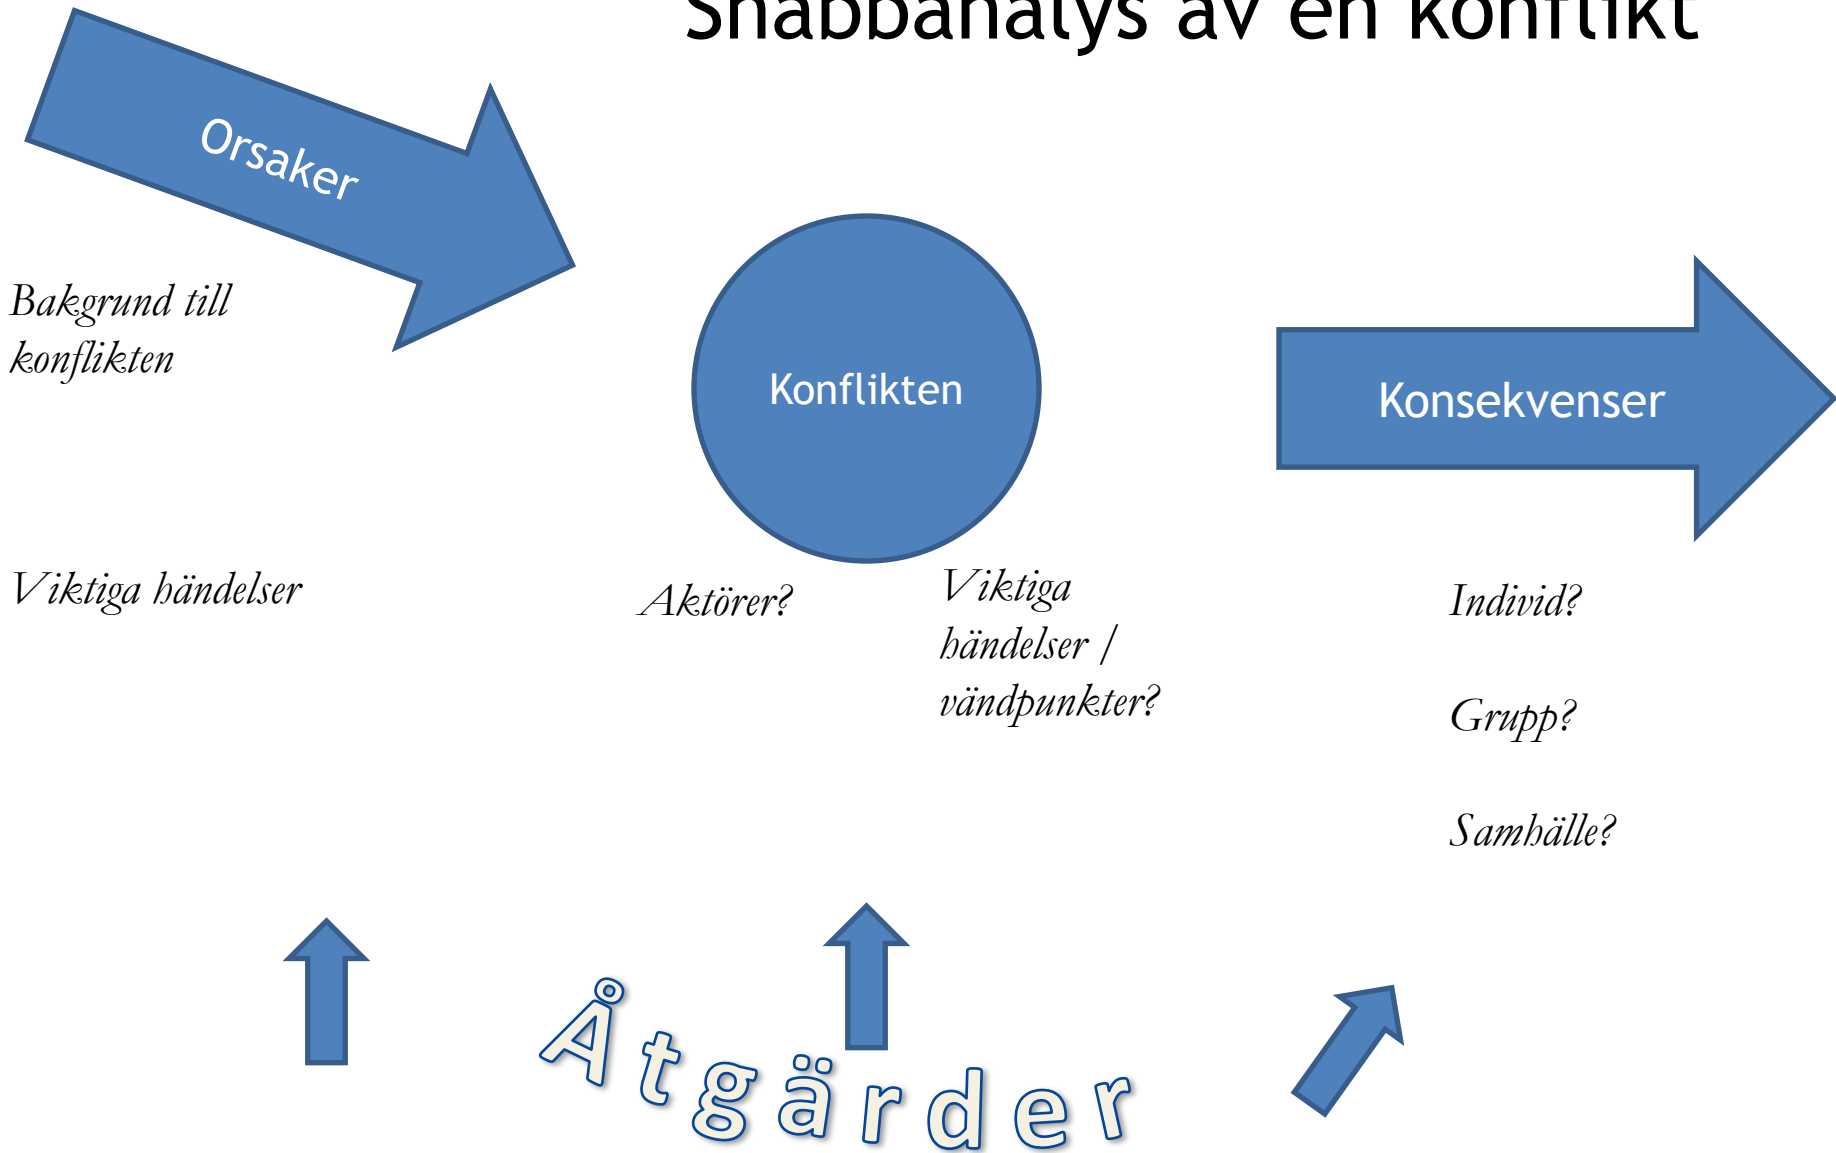 Snabbanalys av en konflikt
Orsaker
Bakgrund till
konflikten
Viktiga händelser
Konflikten
Aktörer?
Viktiga
händelser /
vändpunkter?
Konsekvenser
Individ?
Grupp?
Samhälle?
Åtgärder